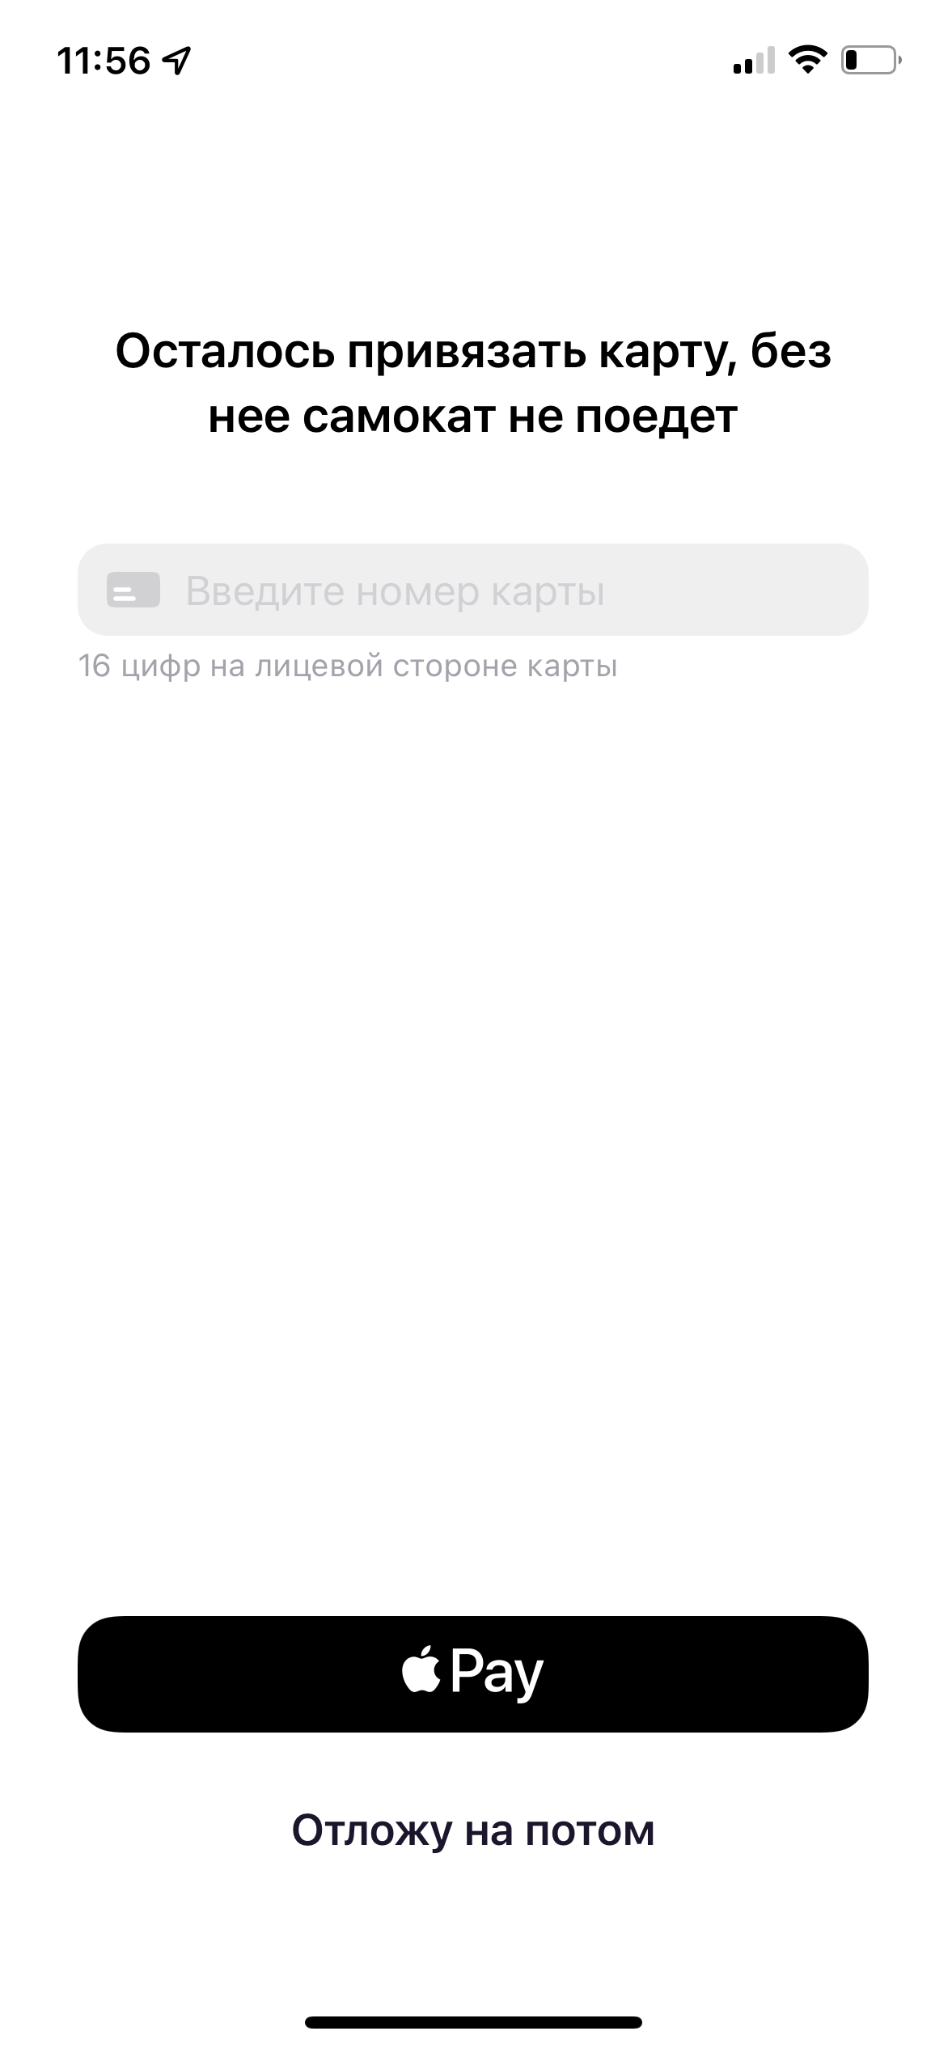 11:56
Осталось привязать карту, без
нее самокат не поедет
Введите номер карты
16 цифр на лицевой стороне карты
Pay
Отложу на потом